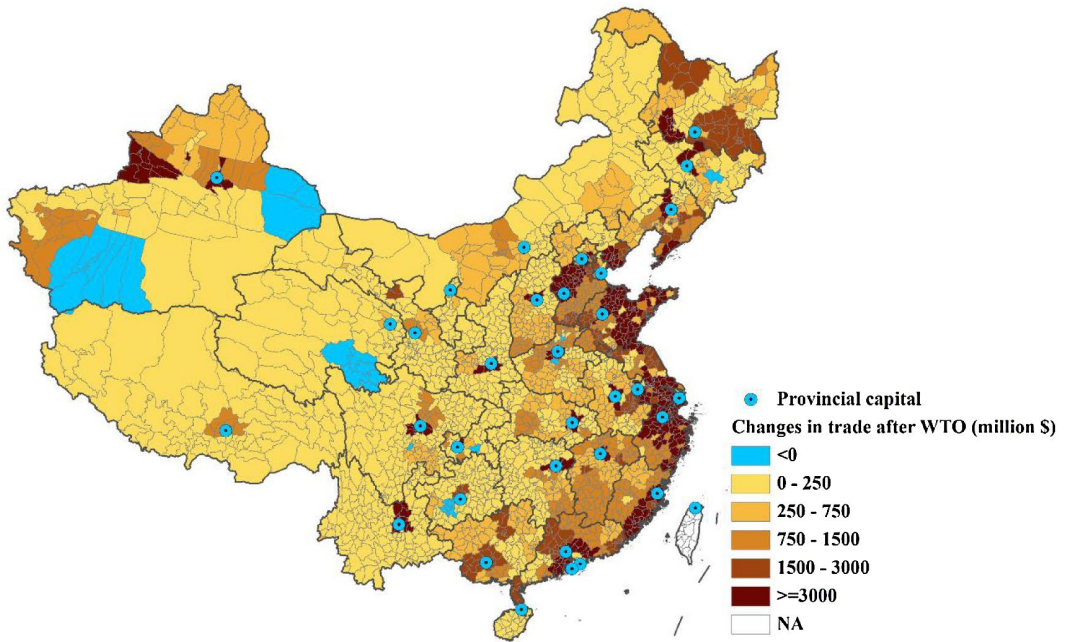 Provincial capital
Changes in trade after WTO (million $)
<0
0 - 250
250 - 750
750 - 1500
1500 - 3000
>=3000
NA